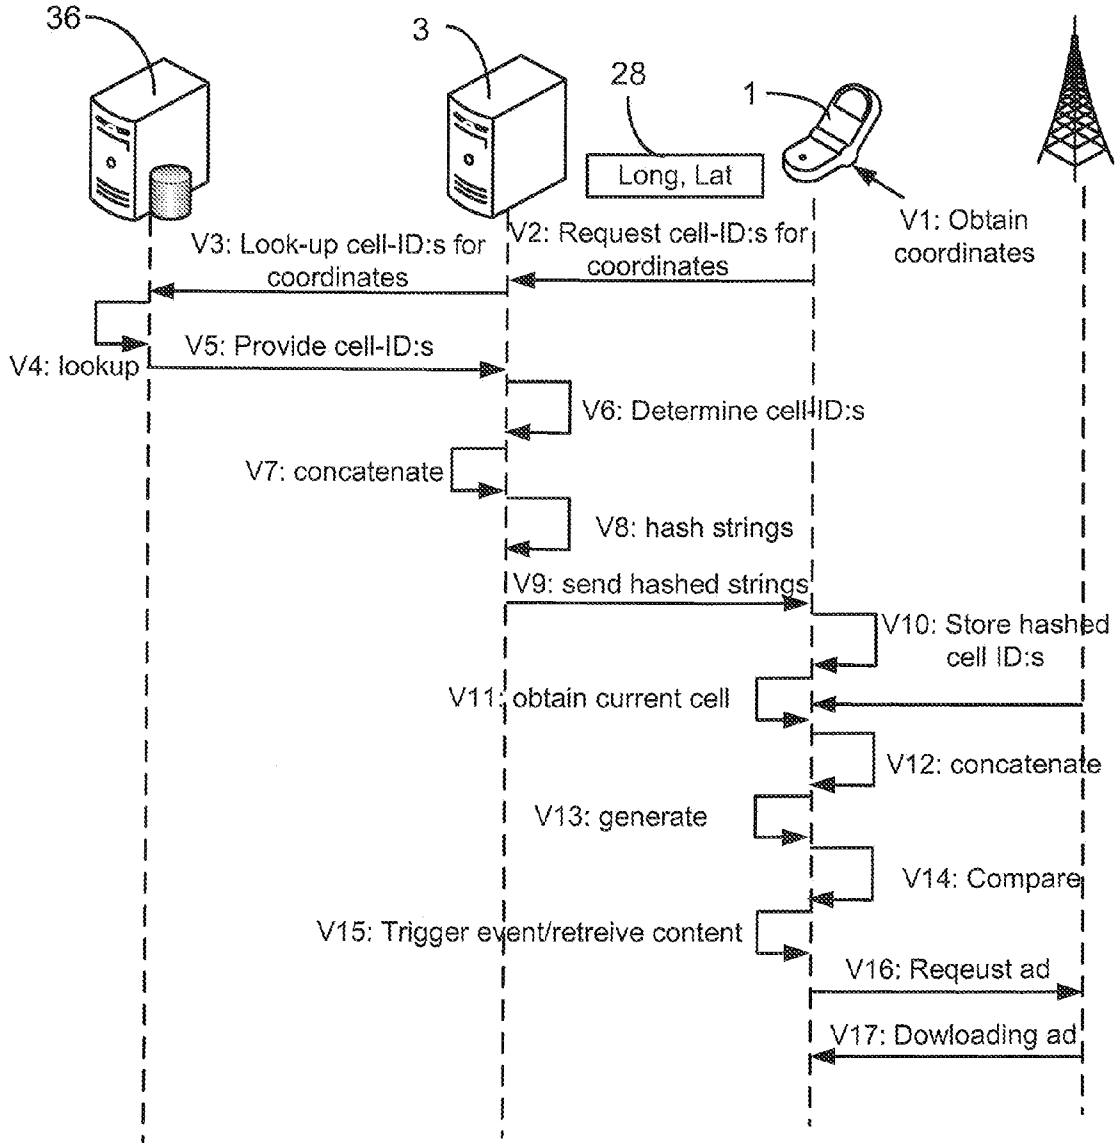 36
3
28
1
Long, Lat
V1: Obtain
coordinates
V2: Request cell-ID:s for
coordinates
V3: Look-up cell-ID:s for
coordinates
V4: lookup
V5: Provide cell-ID:s
V6: Determine cell-ID:s
V7: concatenate
V8: hash strings
V9: send hashed strings
V10: Store hashed
cell ID:s
V11: obtain current cell
V12: concatenate
V13: generate
V14: Compare
V15: Trigger event/retreive content
V16: Reqeust ad
V17: Dowloading ad